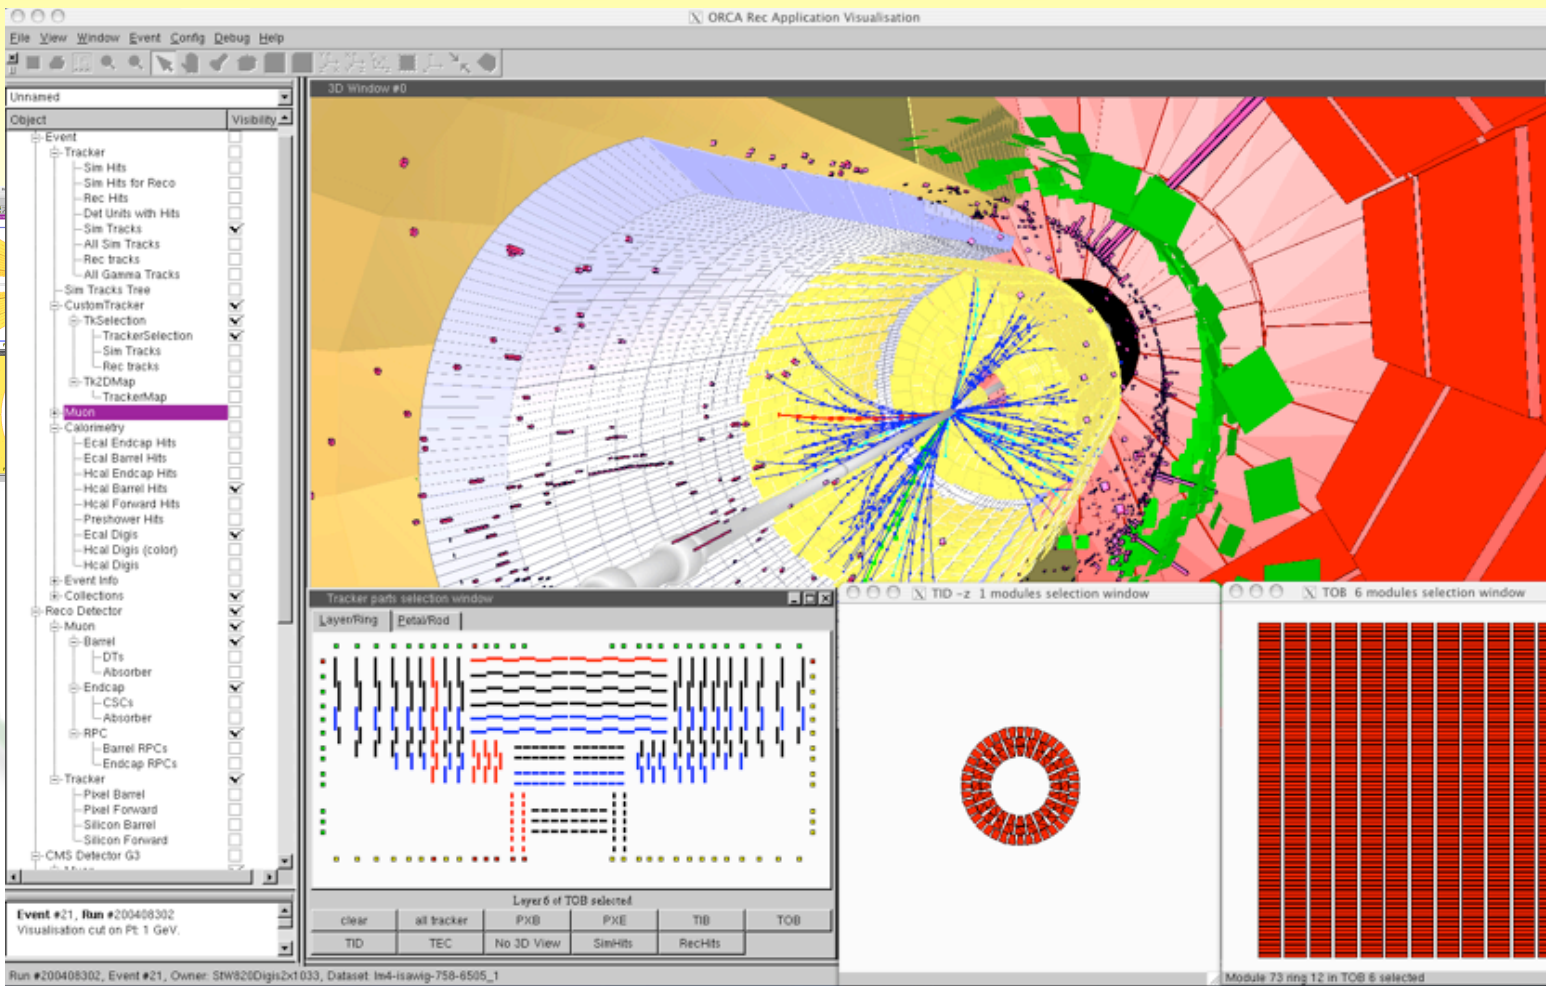 ORCA Rec Application Visualisation
File View Window Event Config Debug Help
3D Window #0
Unnamed
Object Visibility
Event
Tracker
Sim Hits
Sim Hits for Reco
Rec Hits
Det Units with Hits
Sim Tracks
All Sim Tracks
Rec tracks
All Gamma Tracks
Sim Tracks Tree
CustomTracker
TkSelection
TrackerSelection
Sim Tracks
Rec tracks
Tk2DMap
TrackerMap
Muon
Calorimetry
Ecal Endcap Hits
Ecal Barrel Hits
Hcal Endcap Hits
Hcal Barrel Hits
Hcal Forward Hits
Preshower Hits
Ecal Digis
Hcal Digis (color)
Hcal Digis
Event Info
Collections
Reco Detector
Muon
Barrel
DTs
Absorber
Endcap
CSCs
Absorber
RPC
Barrel RPCs
Endcap RPCs
Tracker
Pixel Barrel
Pixel Forward
Silicon Barrel
Silicon Forward
CMS Detector G3
Event #21, Run #200408302
Visualisation cut on Pt: 1 GeV.
Tracker parts selection window
Layer/Ring Petal/Rod
Layer 6 of TOB selected
clear all tracker PXB PXE TIB TOB
TID TEC No 3D View SimHits RecHits
TID -z 1 modules selection window
TOB 6 modules selection window
Module 73 ring 12 in TOB 6 selected
Run #200408302, Event #21, Owner: StW820Digis2x1033, Dataset: lm4-isawig-758-6505_1